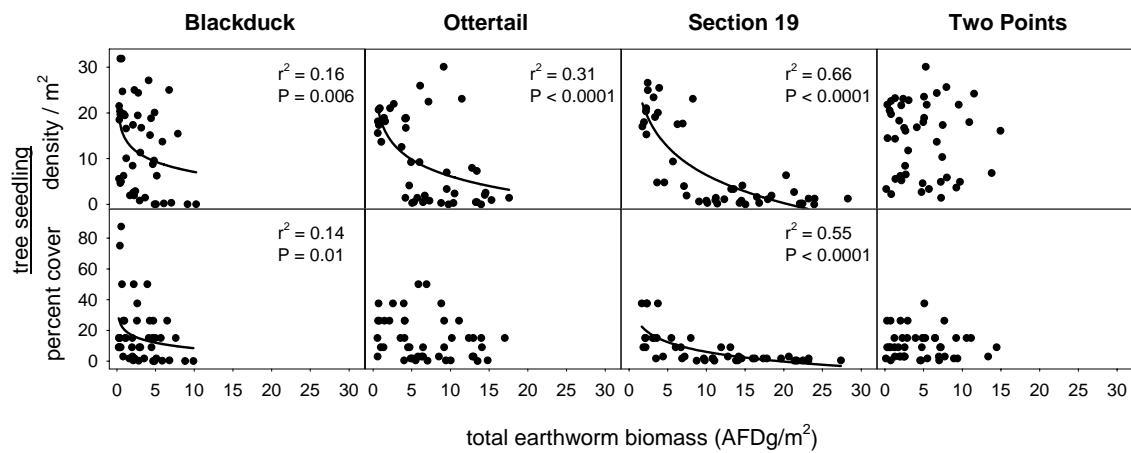 Blackduck Ottertail Section 19 Two Points
tree seedling
density / m²
30
20
10
0
r² = 0.16
P = 0.006
r² = 0.31
P < 0.0001
r² = 0.66
P < 0.0001
percent cover
80
60
40
20
0
r² = 0.14
P = 0.01
r² = 0.55
P < 0.0001
0 5 10 15 20 25 30 0 5 10 15 20 25 30 0 5 10 15 20 25 30 0 5 10 15 20 25 30
total earthworm biomass (AFDg/m²)